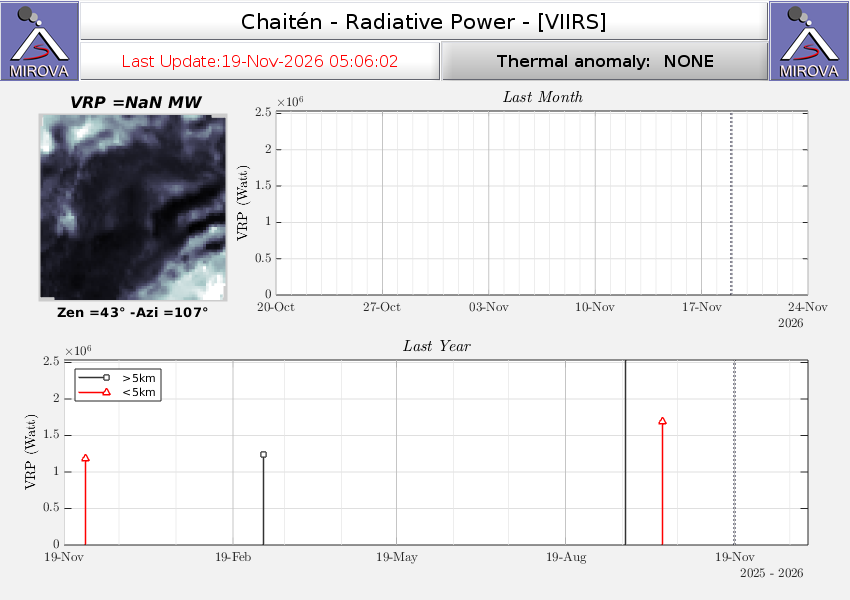 Chaitén - Radiative Power - [VIIRS]
MIROVA
Last Update:19-Nov-2026 05:06:02
Thermal anomaly: NONE
MIROVA
VRP =NaN MW
Zen =43° -Azi =107°
Last Month
×10⁶
VRP (Watt)
2.5
2
1.5
1
0.5
0
20-Oct
27-Oct
03-Nov
10-Nov
17-Nov
24-Nov
2026
Last Year
×10⁶
VRP (Watt)
2.5
2
1.5
1
0.5
0
>5km
<5km
19-Nov
19-Feb
19-May
19-Aug
19-Nov
2025 - 2026